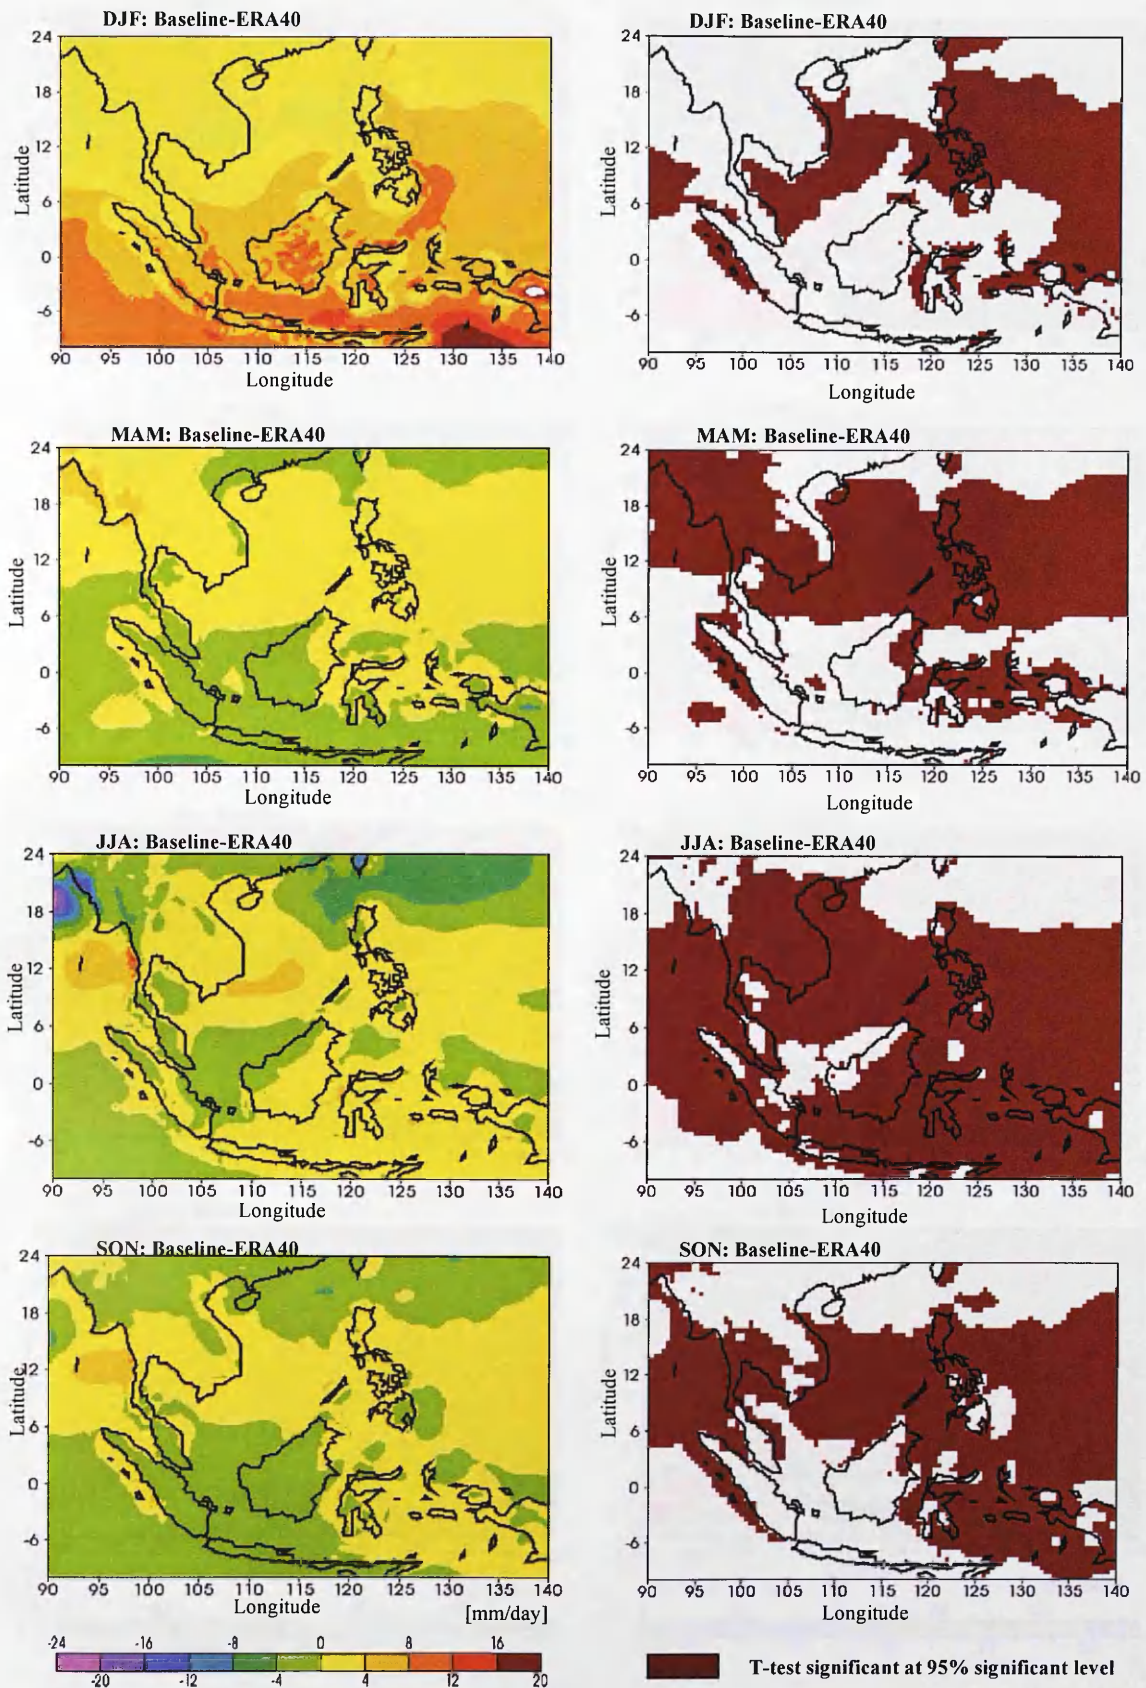 DJF: Baseline-ERA40
DJF: Baseline-ERA40
24
18
12
6
0
-6
Latitude
90 95 100 105 110 115 120 125 130 135 140
Longitude
24
18
12
6
0
-6
Latitude
90 95 100 105 110 115 120 125 130 135 140
Longitude
MAM: Baseline-ERA40
MAM: Baseline-ERA40
24
18
12
6
0
-6
Latitude
90 95 100 105 110 115 120 125 130 135 140
Longitude
24
18
12
6
0
-6
Latitude
90 95 100 105 110 115 120 125 130 135 140
Longitude
JJA: Baseline-ERA40
JJA: Baseline-ERA40
24
18
12
6
0
-6
Latitude
90 95 100 105 110 115 120 125 130 135 140
Longitude
24
18
12
6
0
-6
Latitude
90 95 100 105 110 115 120 125 130 135 140
Longitude
SON: Baseline-ERA40
SON: Baseline-ERA40
24
18
12
6
0
-6
Latitude
90 95 100 105 110 115 120 125 130 135 140
Longitude
[mm/day]
24
18
12
6
0
-6
Latitude
90 95 100 105 110 115 120 125 130 135 140
Longitude
-24 -16 -8 0 8 16
-20 -12 -4 4 12 20
T-test significant at 95% significant level